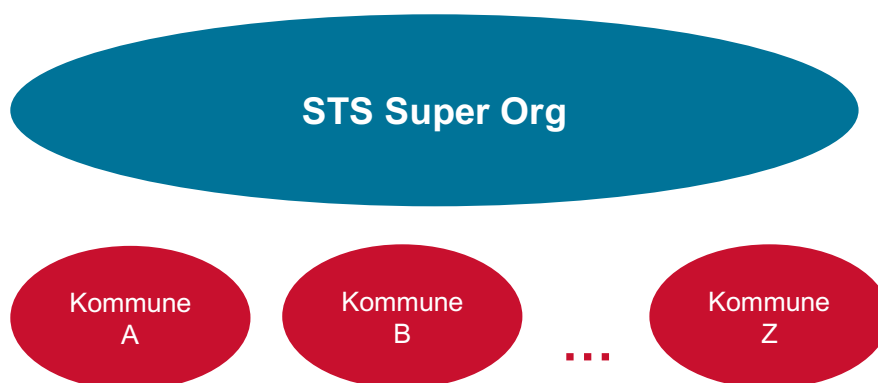 STS Super Org
Kommune
A
Kommune
B
...
Kommune
Z